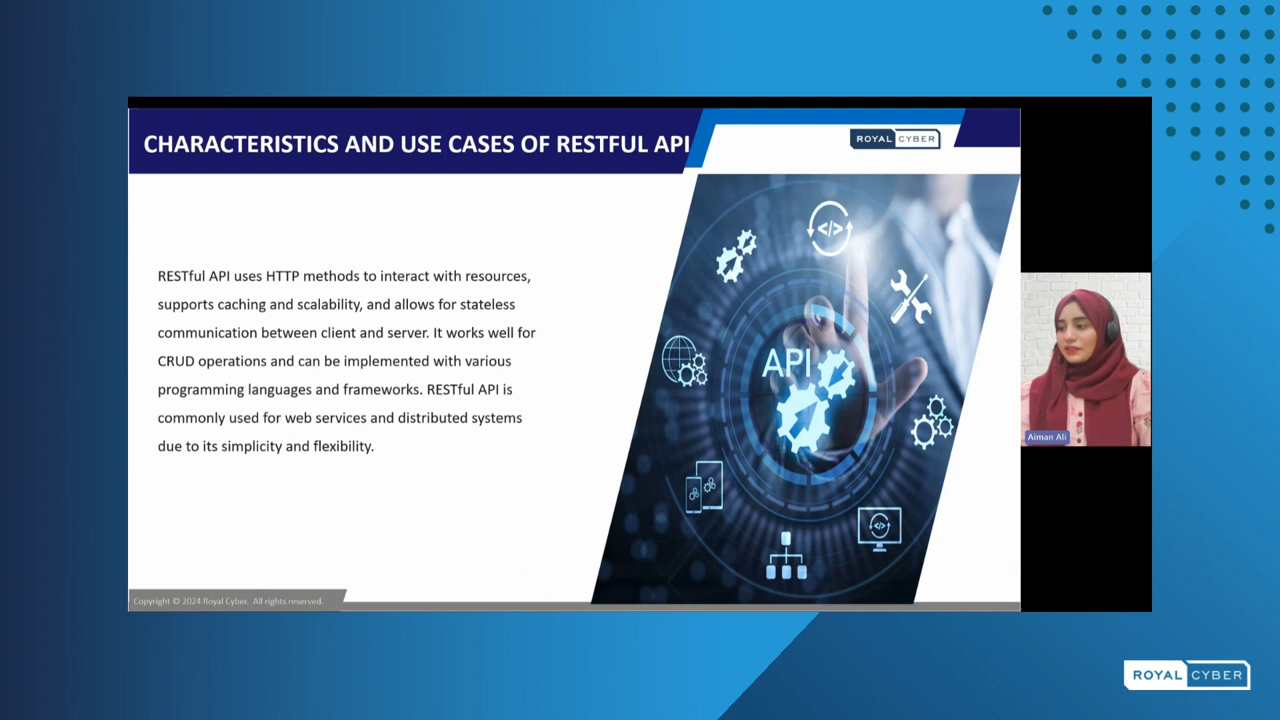 CHARACTERISTICS AND USE CASES OF RESTFUL API
ROYAL CYBER
RESTful API uses HTTP methods to interact with resources,
supports caching and scalability, and allows for stateless
communication between client and server. It works well for
CRUD operations and can be implemented with various
programming languages and frameworks. RESTful API is
commonly used for web services and distributed systems
due to its simplicity and flexibility.
</>
API
</>
Aiman Ali
Copyright © 2024 Royal Cyber. All rights reserved.
ROYAL CYBER